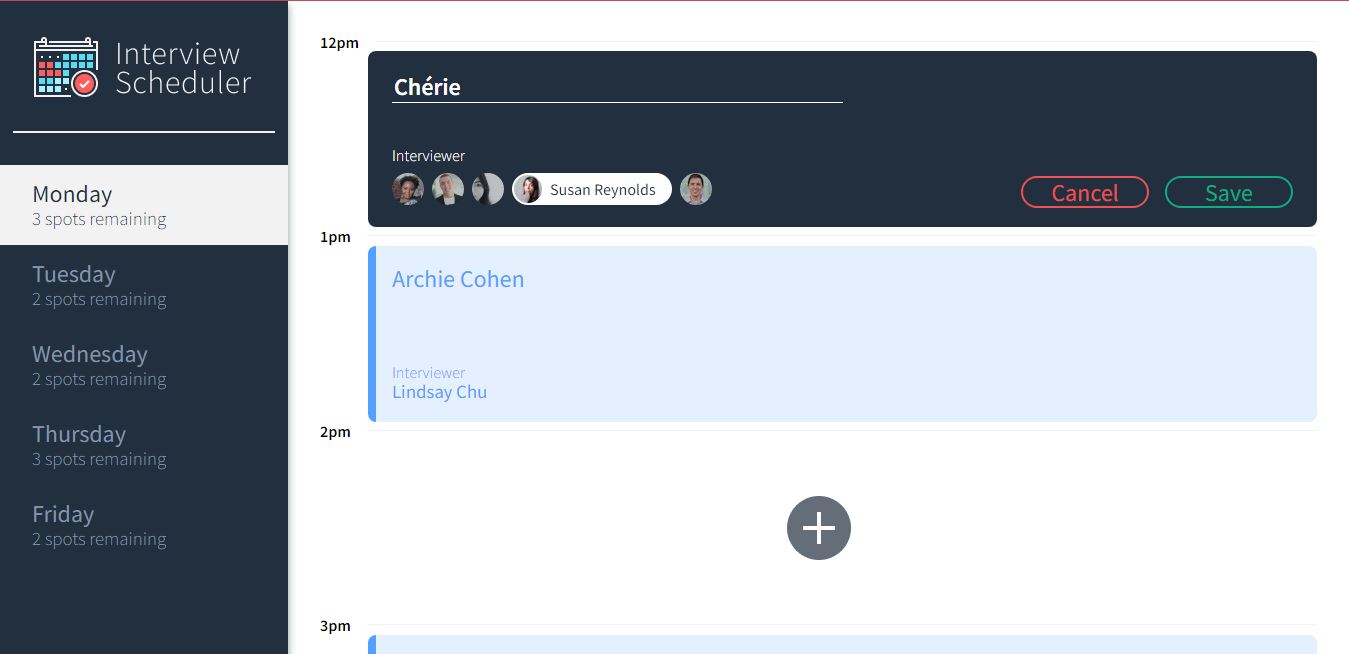 Interview
Scheduler
Monday
3 spots remaining
Tuesday
2 spots remaining
Wednesday
2 spots remaining
Thursday
3 spots remaining
Friday
2 spots remaining
12pm
Chérie
Interviewer
Susan Reynolds
Cancel
Save
1pm
Archie Cohen
Interviewer
Lindsay Chu
2pm
3pm